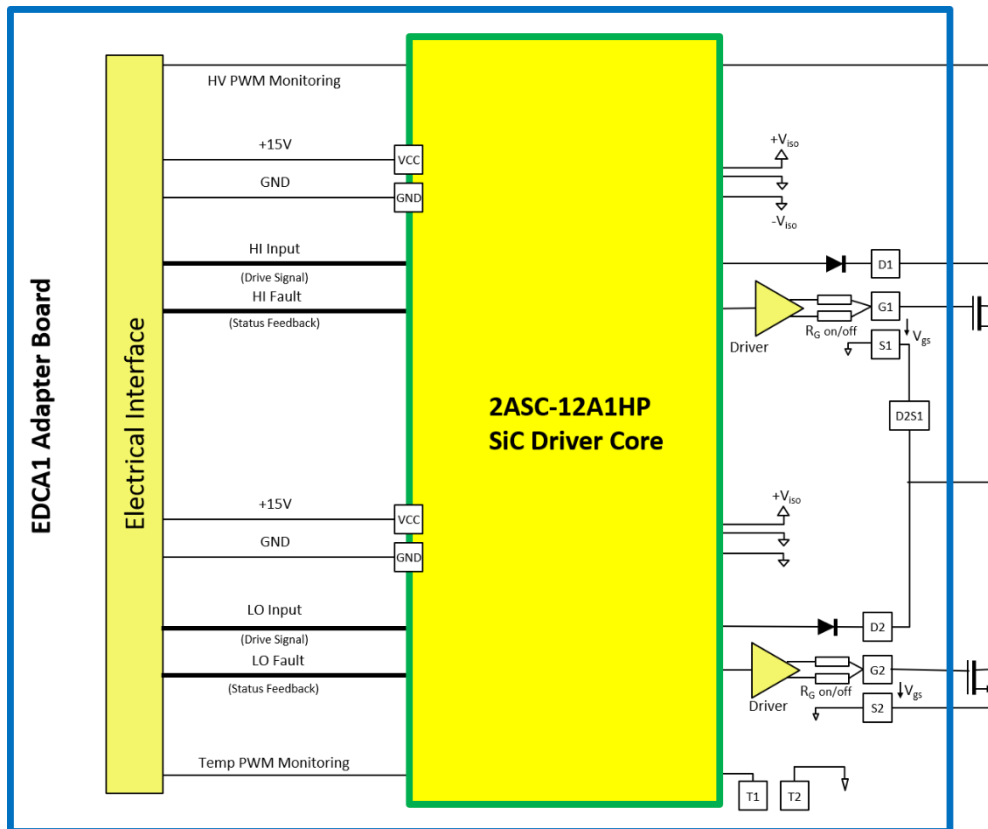 EDCA1 Adapter Board
Electrical Interface
HV PWM Monitoring
+15V
VCC
GND
GND
HI Input
(Drive Signal)
HI Fault
(Status Feedback)
+15V
VCC
GND
GND
LO Input
(Drive Signal)
LO Fault
(Status Feedback)
Temp PWM Monitoring
2ASC-12A1HP
SiC Driver Core
+Viso
-Viso
D1
G1
Driver
RG on/off
Vgs
S1
D2S1
+Viso
D2
G2
Driver
RG on/off
Vgs
S2
T1
T2